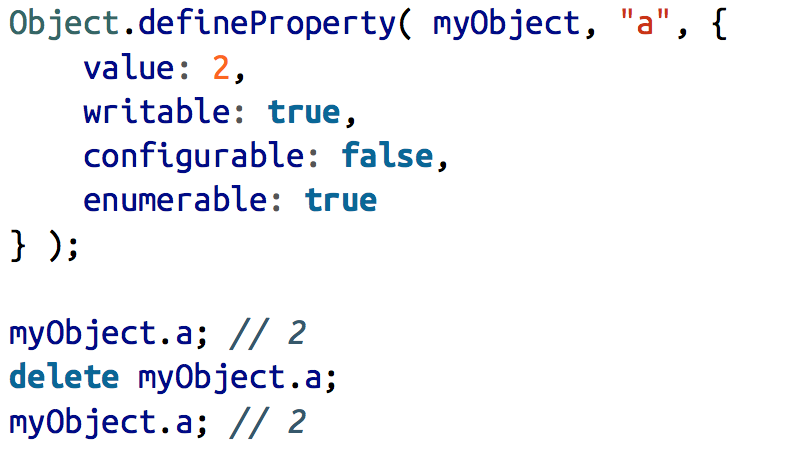 Object.defineProperty( myObject, "a", {
    value: 2,
    writable: true,
    configurable: false,
    enumerable: true
} );
myObject.a; // 2
delete myObject.a;
myObject.a; // 2